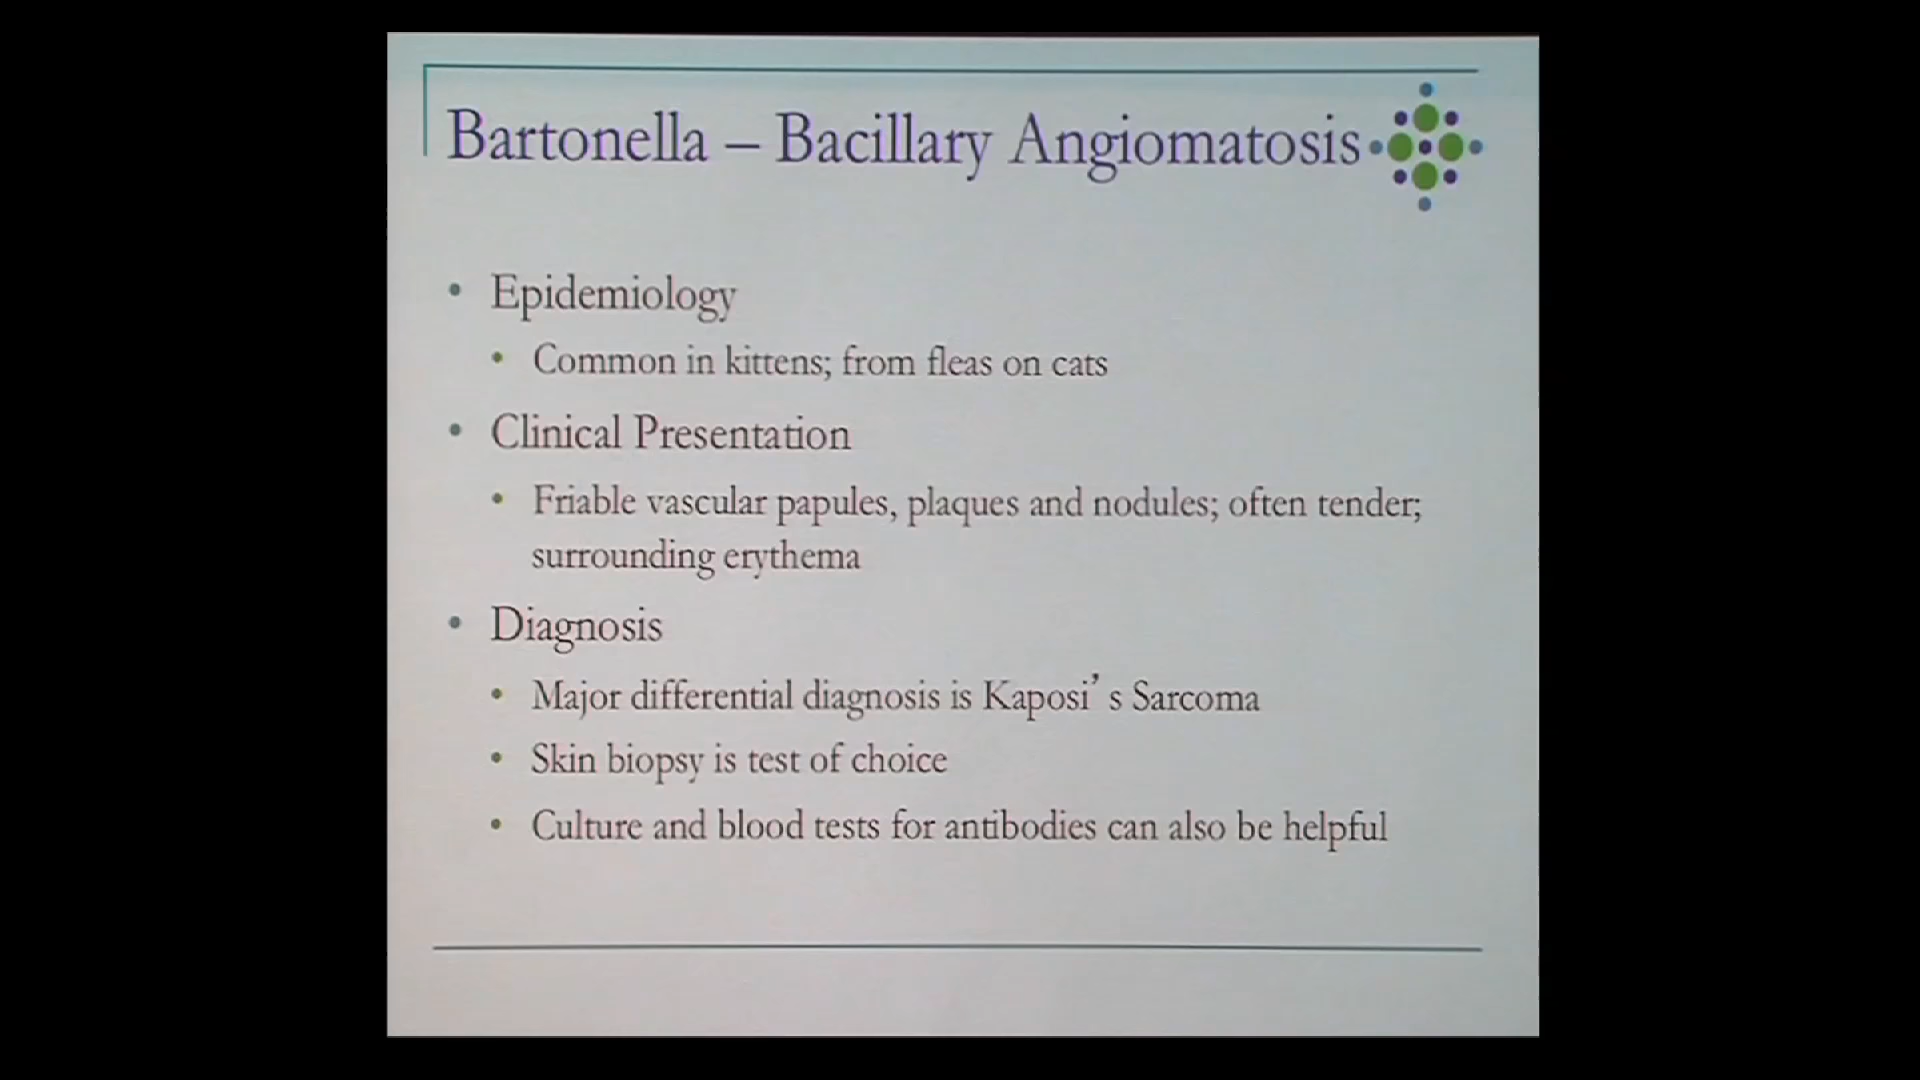 Bartonella – Bacillary Angiomatosis
• Epidemiology
• Common in kittens; from fleas on cats
• Clinical Presentation
• Friable vascular papules, plaques and nodules; often tender;
surrounding erythema
• Diagnosis
• Major differential diagnosis is Kaposi’ s Sarcoma
• Skin biopsy is test of choice
• Culture and blood tests for antibodies can also be helpful